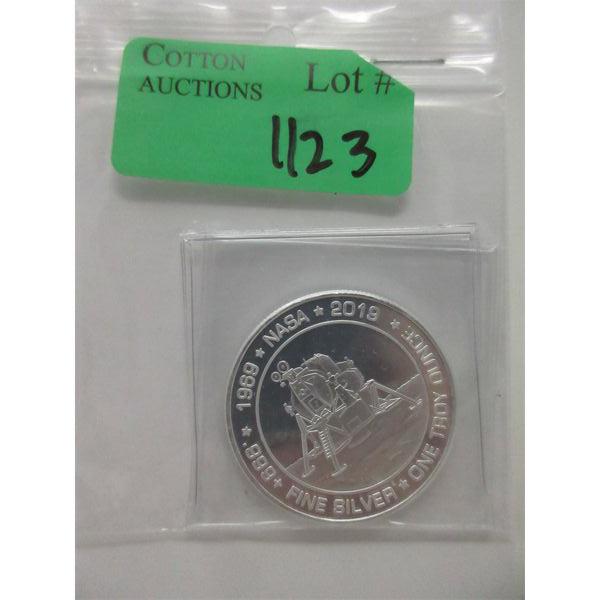 COTTON
AUCTIONS
Lot #
1123
1969 ★ NASA ★ 2019
.999 ★ FINE SILVER ★ ONE TROY OUNCE